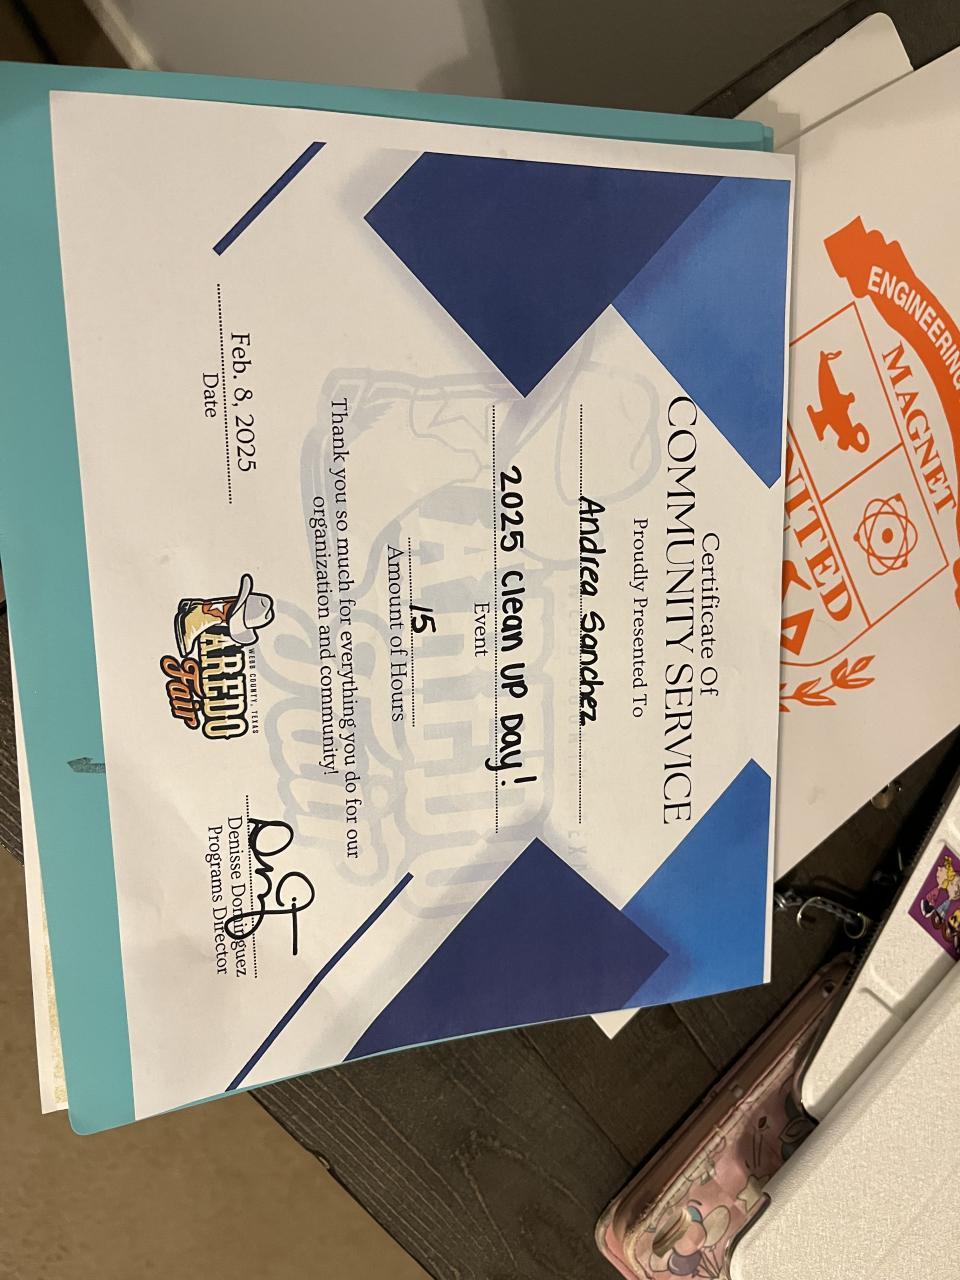 Certificate Of
COMMUNITY SERVICE
Proudly Presented To
Andrea Sanchez
2025 Clean Up Day!
Event
15
Amount of Hours
Thank you so much for everything you do for our
organization and community!
Feb. 8, 2025
Date
WEBB COUNTY, TEXAS
LAREDO
Fair
Denisse Dominguez
Programs Director
ENGINEERING
MAGNET